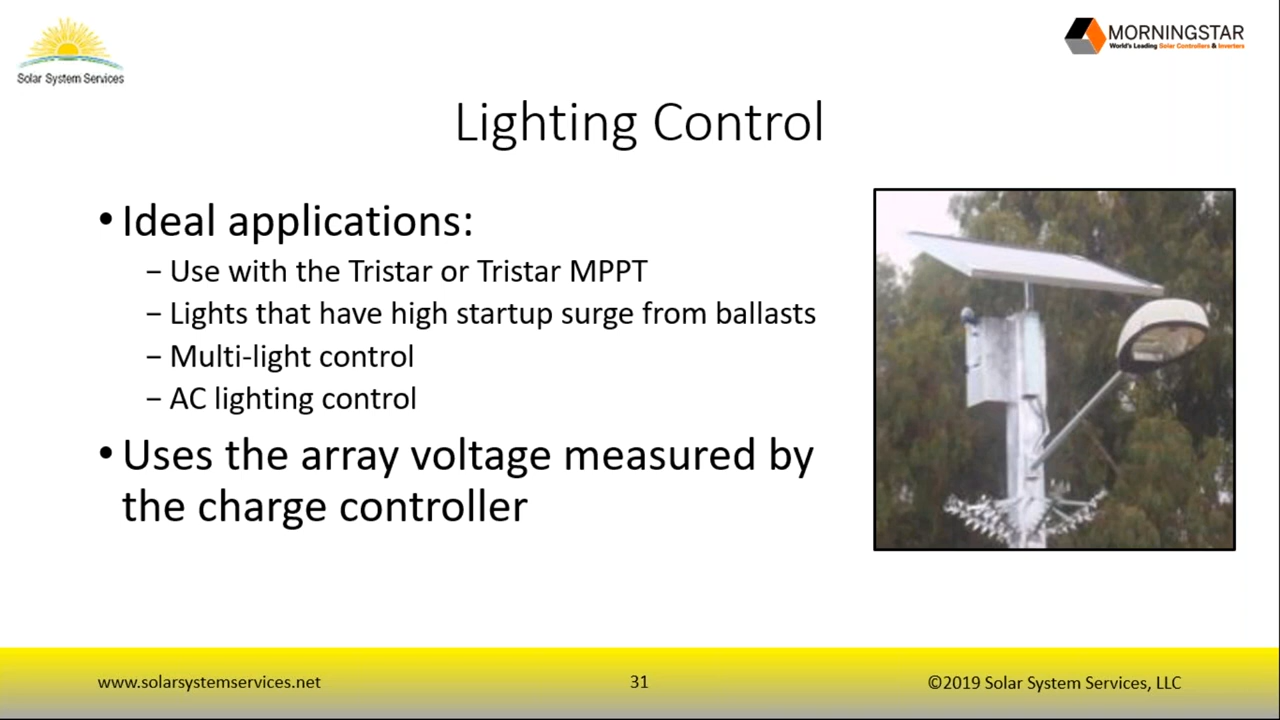 Solar System Services
MORNINGSTAR
World's Leading Solar Controllers & Inverters
Lighting Control
• Ideal applications:
– Use with the Tristar or Tristar MPPT
– Lights that have high startup surge from ballasts
– Multi-light control
– AC lighting control
• Uses the array voltage measured by
the charge controller
www.solarsystemservices.net
31
©2019 Solar System Services, LLC